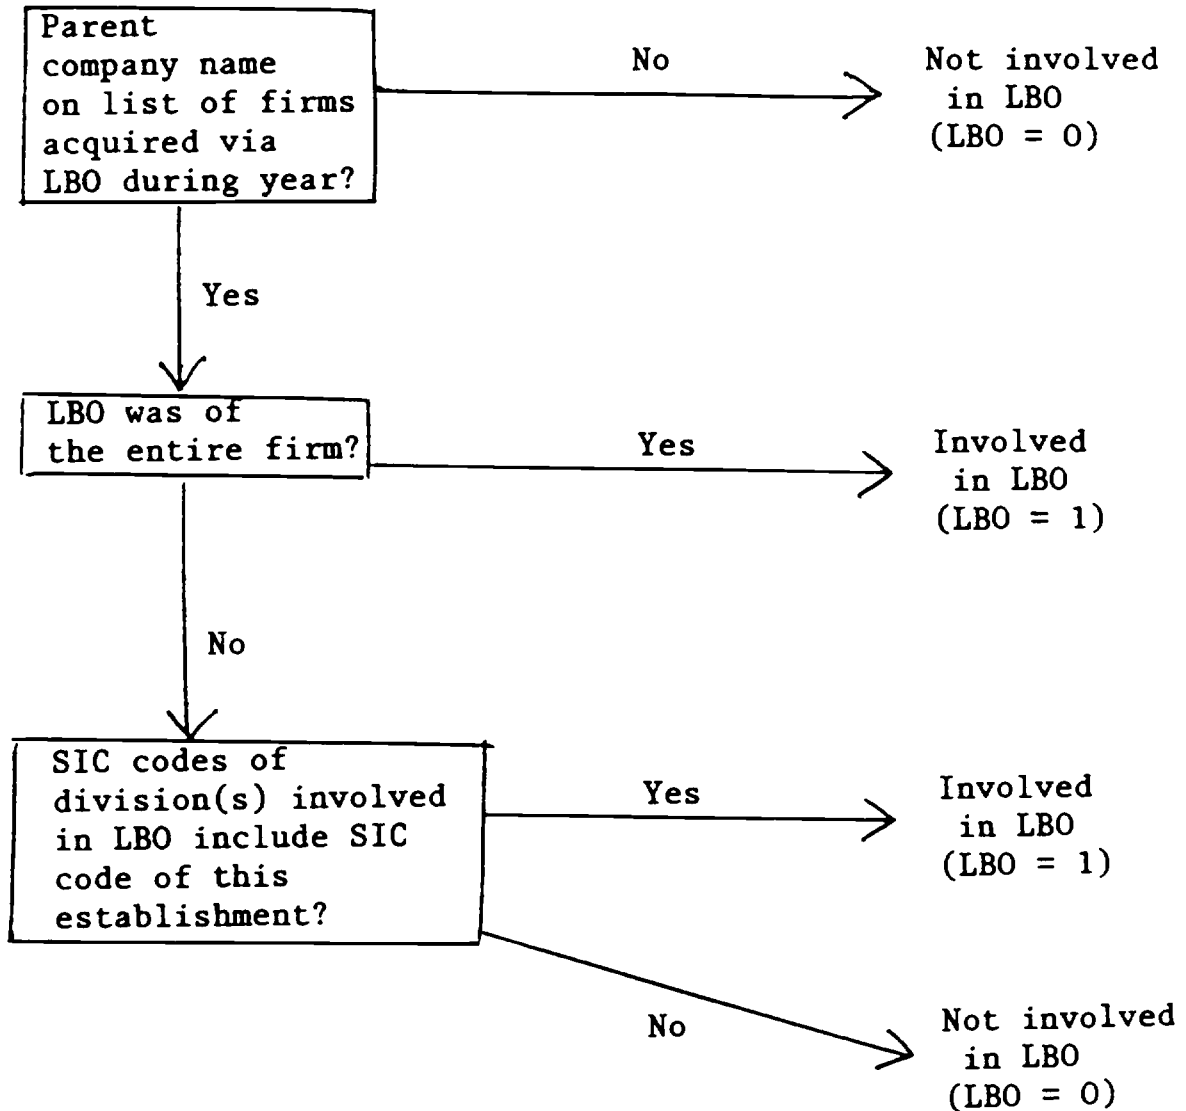 Parent
company name
on list of firms
acquired via
LBO during year?
No
Not involved
in LBO
(LBO = 0)
Yes
LBO was of
the entire firm?
Yes
Involved
in LBO
(LBO = 1)
No
SIC codes of
division(s) involved
in LBO include SIC
code of this
establishment?
Yes
Involved
in LBO
(LBO = 1)
No
Not involved
in LBO
(LBO = 0)